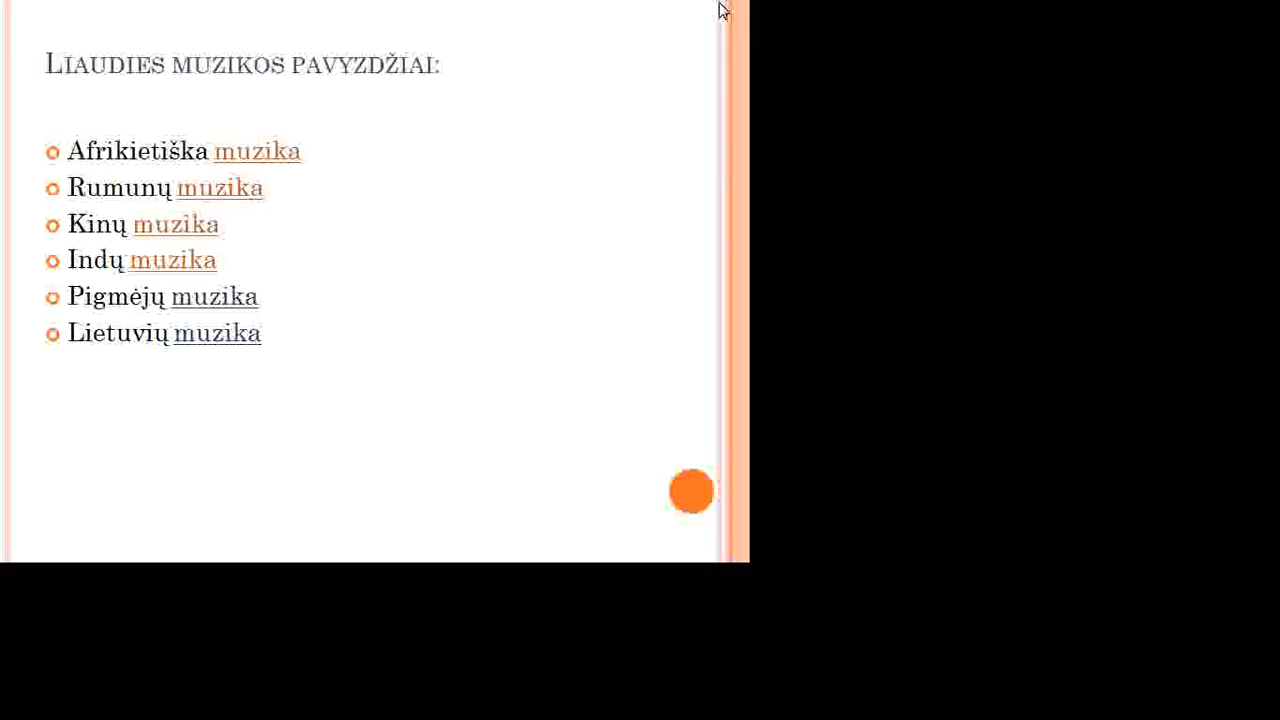 Liaudies muzikos pavyzdžiai:
Afrikietiška muzika
Rumunų muzika
Kinų muzika
Indų muzika
Pigmėjų muzika
Lietuvių muzika